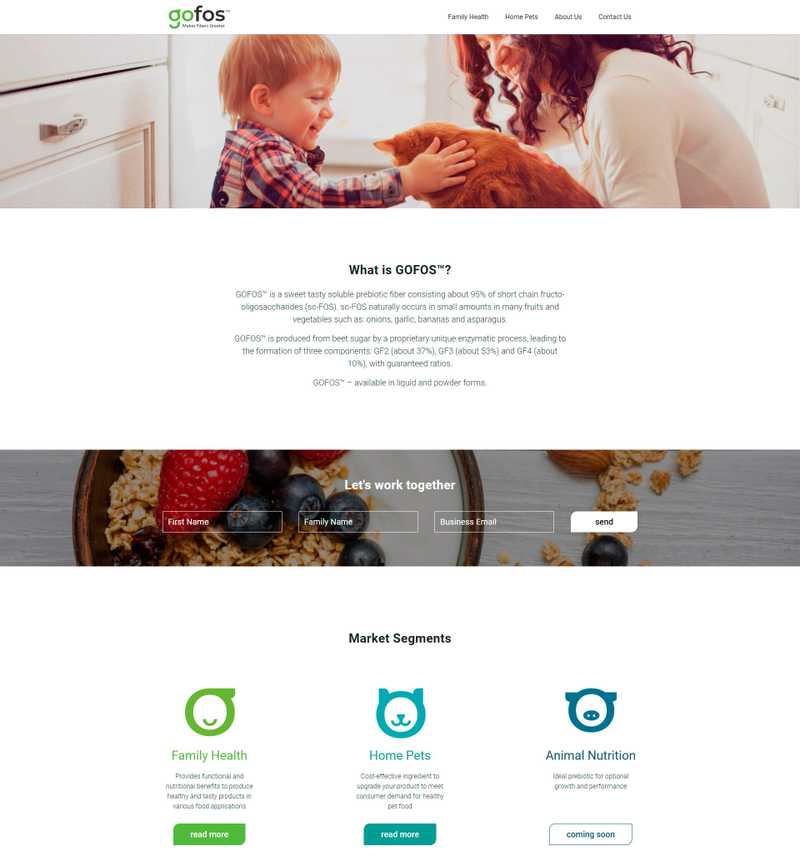 gofos™
Makes Fibers Greater
Family Health
Home Pets
About Us
Contact Us
What is GOFOS™?
GOFOS™ is a sweet tasty soluble prebiotic fiber consisting about 95% of short chain fructo-
oligosaccharides (sc-FOS). sc-FOS naturally occurs in small amounts in many fruits and
vegetables such as: onions, garlic, bananas and asparagus.
GOFOS™ is produced from beet sugar by a proprietary unique enzymatic process, leading to
the formation of three components: GF2 (about 37%), GF3 (about 53%) and GF4 (about
10%), with guaranteed ratios.
GOFOS™ – available in liquid and powder forms.
Let's work together
First Name
Family Name
Business Email
send
Market Segments
Family Health
Home Pets
Animal Nutrition
Provides functional and
nutritional benefits to produce
healthy and tasty products in
various food applications
Cost-effective ingredient to
upgrade your product to meet
consumer demand for healthy
pet food
Ideal prebiotic for optional
growth and performance
read more
read more
coming soon